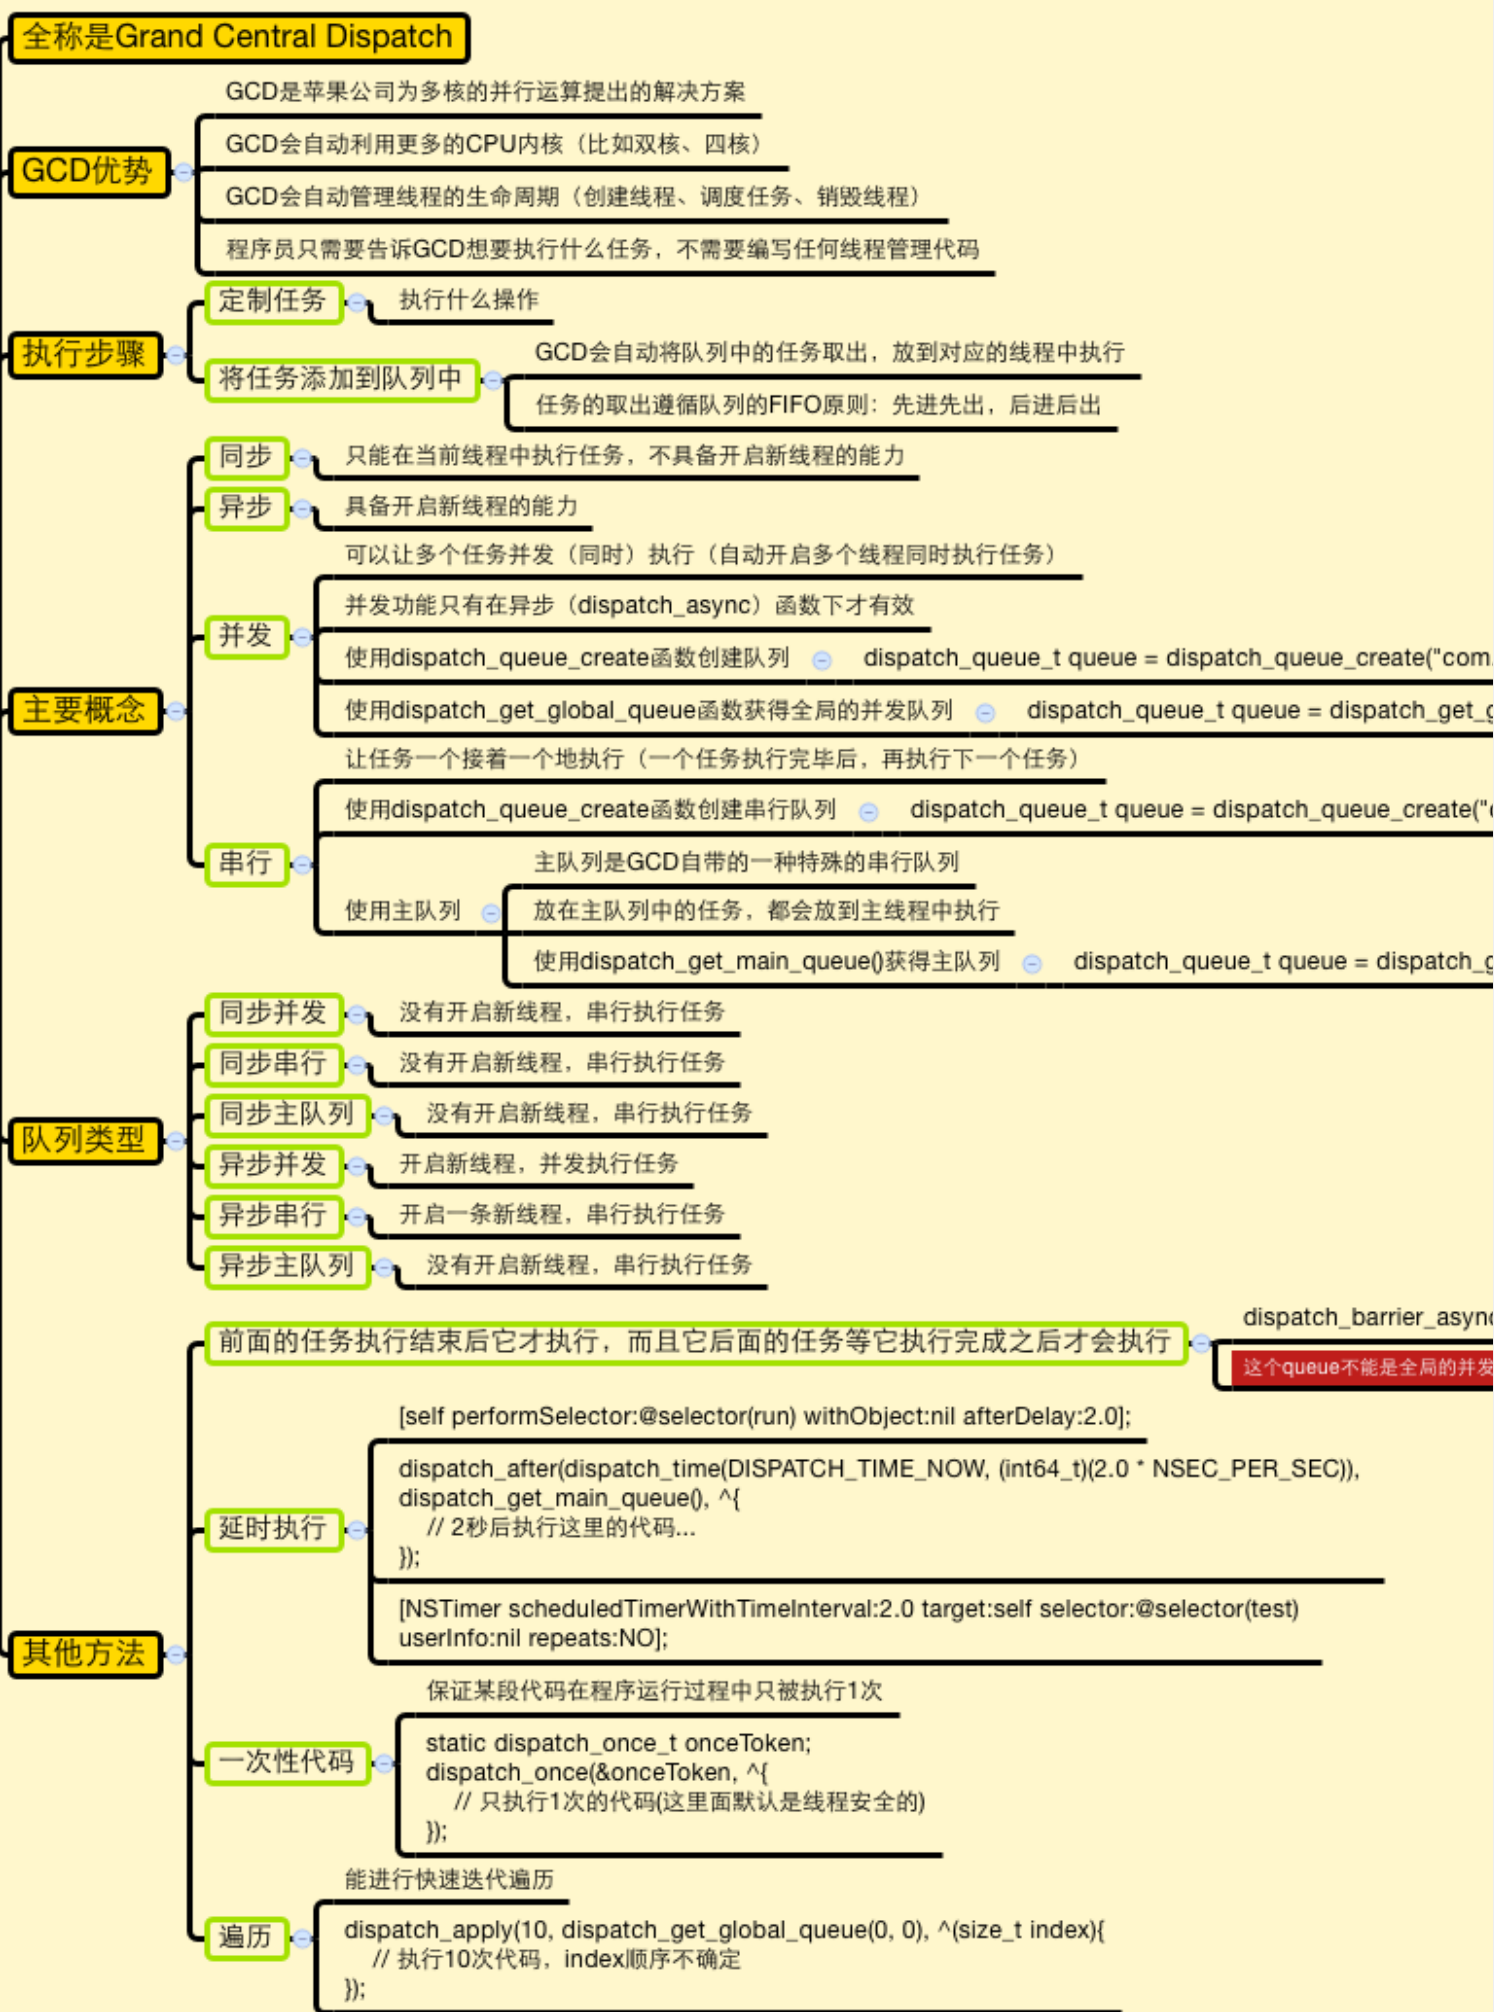 全称是Grand Central Dispatch
GCD优势
GCD是苹果公司为多核的并行运算提出的解决方案
GCD会自动利用更多的CPU内核（比如双核、四核）
GCD会自动管理线程的生命周期（创建线程、调度任务、销毁线程）
程序员只需要告诉GCD想要执行什么任务，不需要编写任何线程管理代码
执行步骤
定制任务
执行什么操作
将任务添加到队列中
GCD会自动将队列中的任务取出，放到对应的线程中执行
任务的取出遵循队列的FIFO原则：先进先出，后进后出
主要概念
同步
只能在当前线程中执行任务，不具备开启新线程的能力
异步
具备开启新线程的能力
并发
可以让多个任务并发（同时）执行（自动开启多个线程同时执行任务）
并发功能只有在异步（dispatch_async）函数下才有效
使用dispatch_queue_create函数创建队列
dispatch_queue_t queue = dispatch_queue_create("com.
使用dispatch_get_global_queue函数获得全局的并发队列
dispatch_queue_t queue = dispatch_get_g
串行
让任务一个接着一个地执行（一个任务执行完毕后，再执行下一个任务）
使用dispatch_queue_create函数创建串行队列
dispatch_queue_t queue = dispatch_queue_create("c
使用主队列
主队列是GCD自带的一种特殊的串行队列
放在主队列中的任务，都会放到主线程中执行
使用dispatch_get_main_queue()获得主队列
dispatch_queue_t queue = dispatch_g
队列类型
同步并发
没有开启新线程，串行执行任务
同步串行
没有开启新线程，串行执行任务
同步主队列
没有开启新线程，串行执行任务
异步并发
开启新线程，并发执行任务
异步串行
开启一条新线程，串行执行任务
异步主队列
没有开启新线程，串行执行任务
其他方法
前面的任务执行结束后它才执行，而且它后面的任务等它执行完成之后才会执行
dispatch_barrier_async
这个queue不能是全局的并发
延时执行
[self performSelector:@selector(run) withObject:nil afterDelay:2.0];
dispatch_after(dispatch_time(DISPATCH_TIME_NOW, (int64_t)(2.0 * NSEC_PER_SEC)),
dispatch_get_main_queue(), ^{
// 2秒后执行这里的代码...
});
[NSTimer scheduledTimerWithTimeInterval:2.0 target:self selector:@selector(test)
userInfo:nil repeats:NO];
一次性代码
保证某段代码在程序运行过程中只被执行1次
static dispatch_once_t onceToken;
dispatch_once(&onceToken, ^{
// 只执行1次的代码(这里面默认是线程安全的)
});
遍历
能进行快速迭代遍历
dispatch_apply(10, dispatch_get_global_queue(0, 0), ^(size_t index){
// 执行10次代码，index顺序不确定
});